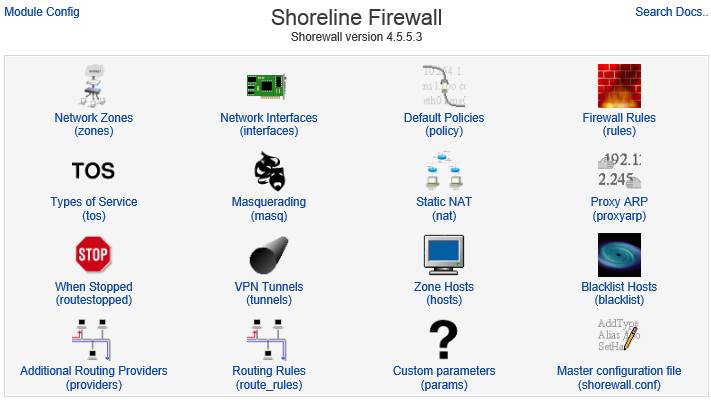 Module Config
Shoreline Firewall
Search Docs..
Shorewall version 4.5.5.3
Network Zones
(zones)
Network Interfaces
(interfaces)
Default Policies
(policy)
Firewall Rules
(rules)
TOS
192.1
2.245
Types of Service
(tos)
Masquerading
(masq)
Static NAT
(nat)
Proxy ARP
(proxyarp)
STOP
When Stopped
(routestopped)
VPN Tunnels
(tunnels)
Zone Hosts
(hosts)
Blacklist Hosts
(blacklist)
?
AddType
Alias
Additional Routing Providers
(providers)
Routing Rules
(route_rules)
Custom parameters
(params)
Master configuration file
(shorewall.conf)